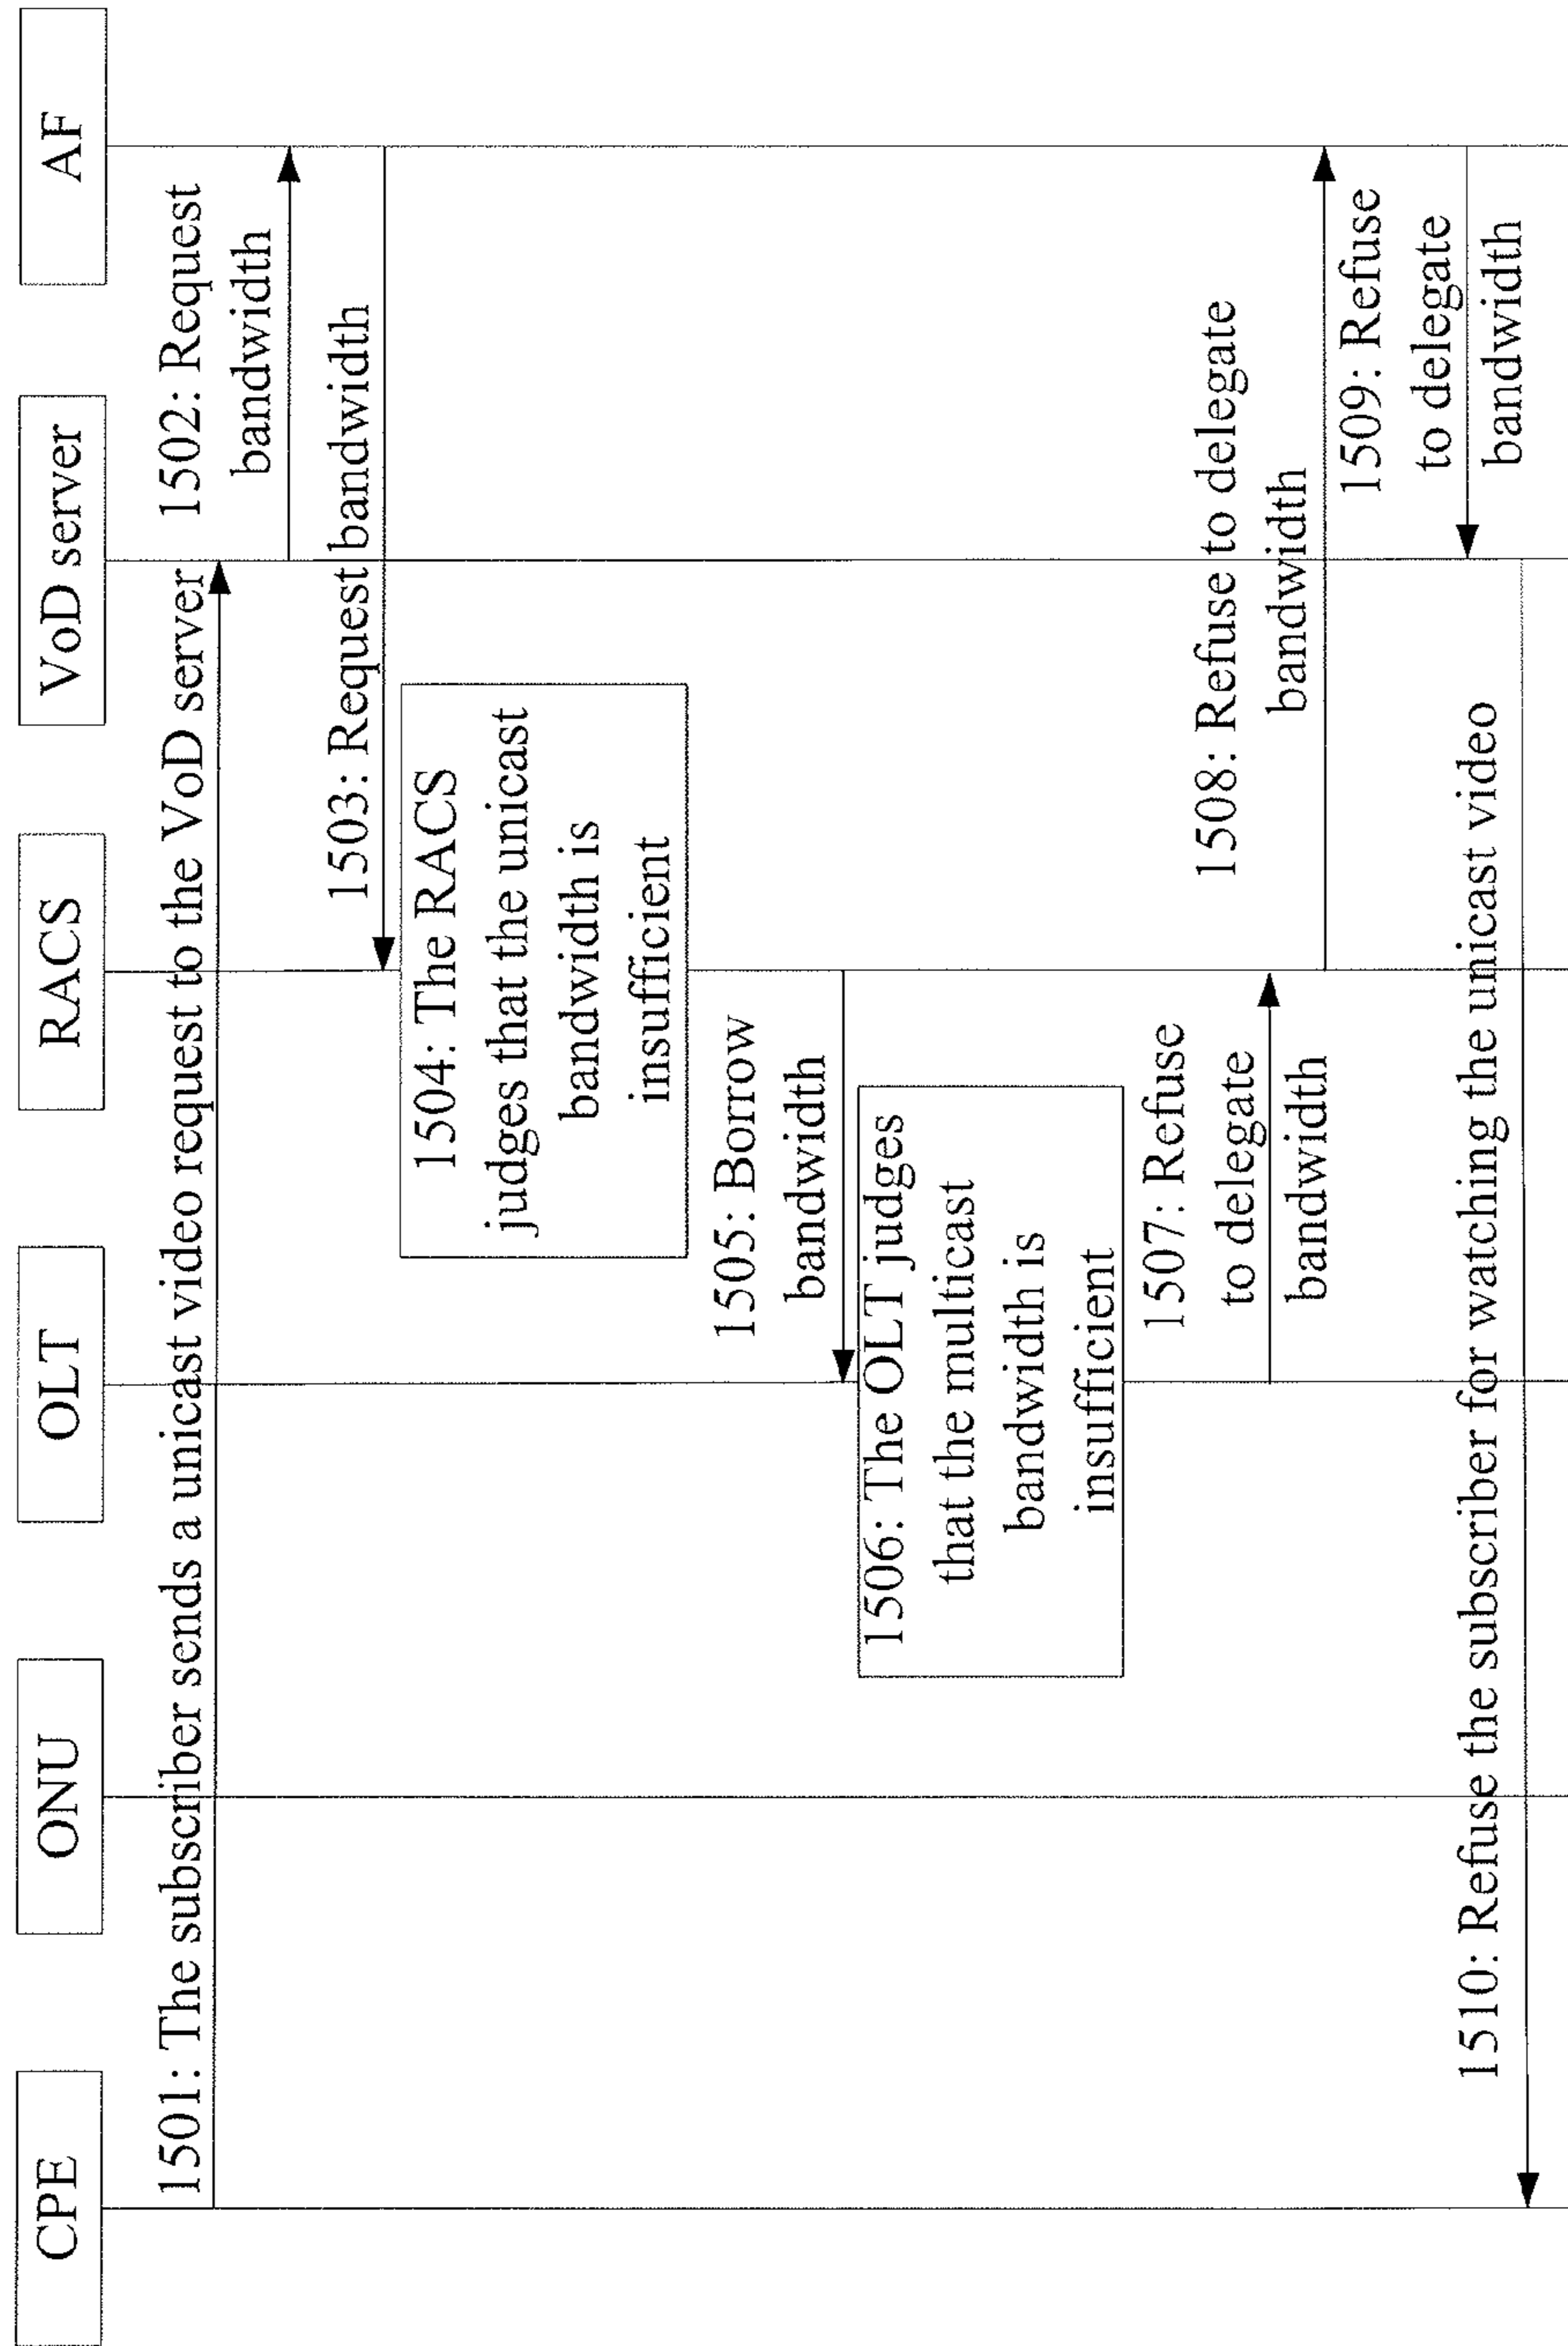 CPE
ONU
OLT
RACS
VoD server
AF
1501: The subscriber sends a unicast video request to the VoD server
1502: Request
bandwidth
1503: Request bandwidth
1504: The RACS
judges that the unicast
bandwidth is
insufficient
1505: Borrow
bandwidth
1506: The OLT judges
that the multicast
bandwidth is
insufficient
1507: Refuse
to delegate
bandwidth
1508: Refuse to delegate
bandwidth
1509: Refuse
to delegate
bandwidth
1510: Refuse the subscriber for watching the unicast video